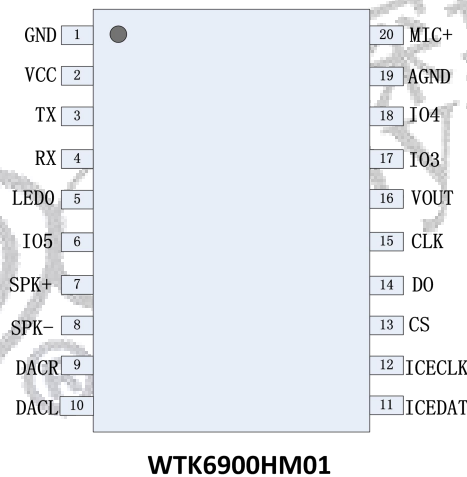 GND 1 20 MIC+
VCC 2 19 AGND
TX 3 18 IO4
RX 4 17 IO3
LED0 5 16 VOUT
IO5 6 15 CLK
SPK+ 7 14 DO
SPK- 8 13 CS
DACR 9 12 ICECLK
DACL 10 11 ICEDAT
WTK6900HM01